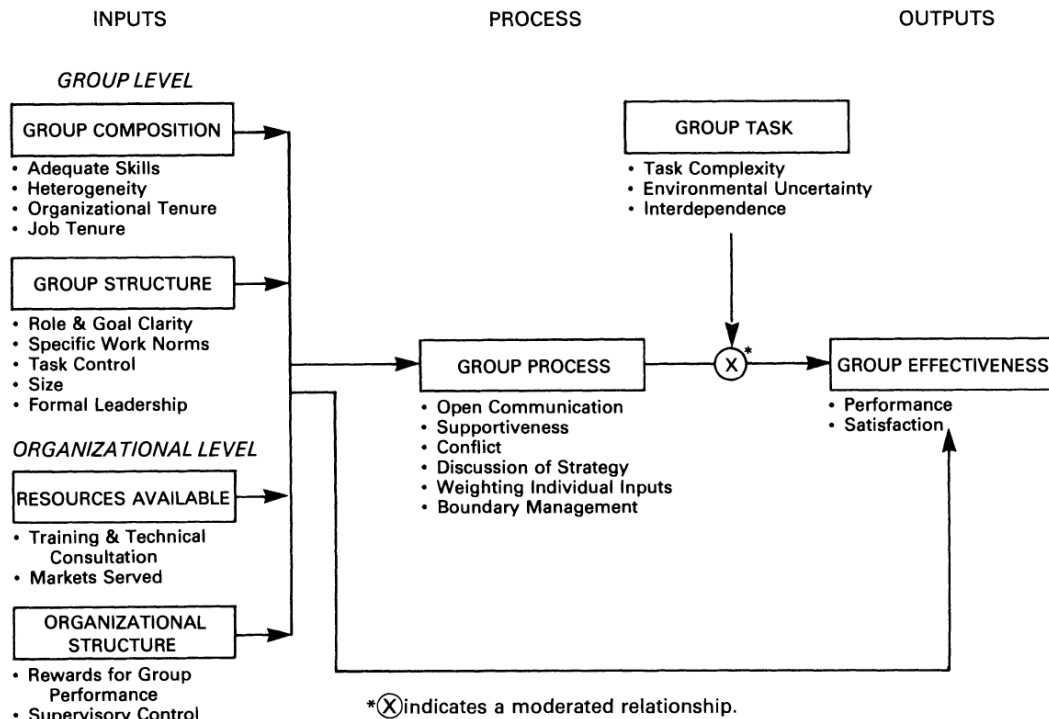 INPUTS
PROCESS
OUTPUTS
GROUP LEVEL
GROUP COMPOSITION
• Adequate Skills
• Heterogeneity
• Organizational Tenure
• Job Tenure
GROUP STRUCTURE
• Role & Goal Clarity
• Specific Work Norms
• Task Control
• Size
• Formal Leadership
ORGANIZATIONAL LEVEL
RESOURCES AVAILABLE
• Training & Technical
Consultation
• Markets Served
ORGANIZATIONAL
STRUCTURE
• Rewards for Group
Performance
• Supervisory Control
GROUP TASK
• Task Complexity
• Environmental Uncertainty
• Interdependence
GROUP PROCESS
• Open Communication
• Supportiveness
• Conflict
• Discussion of Strategy
• Weighting Individual Inputs
• Boundary Management
X*
GROUP EFFECTIVENESS
• Performance
• Satisfaction
*X indicates a moderated relationship.